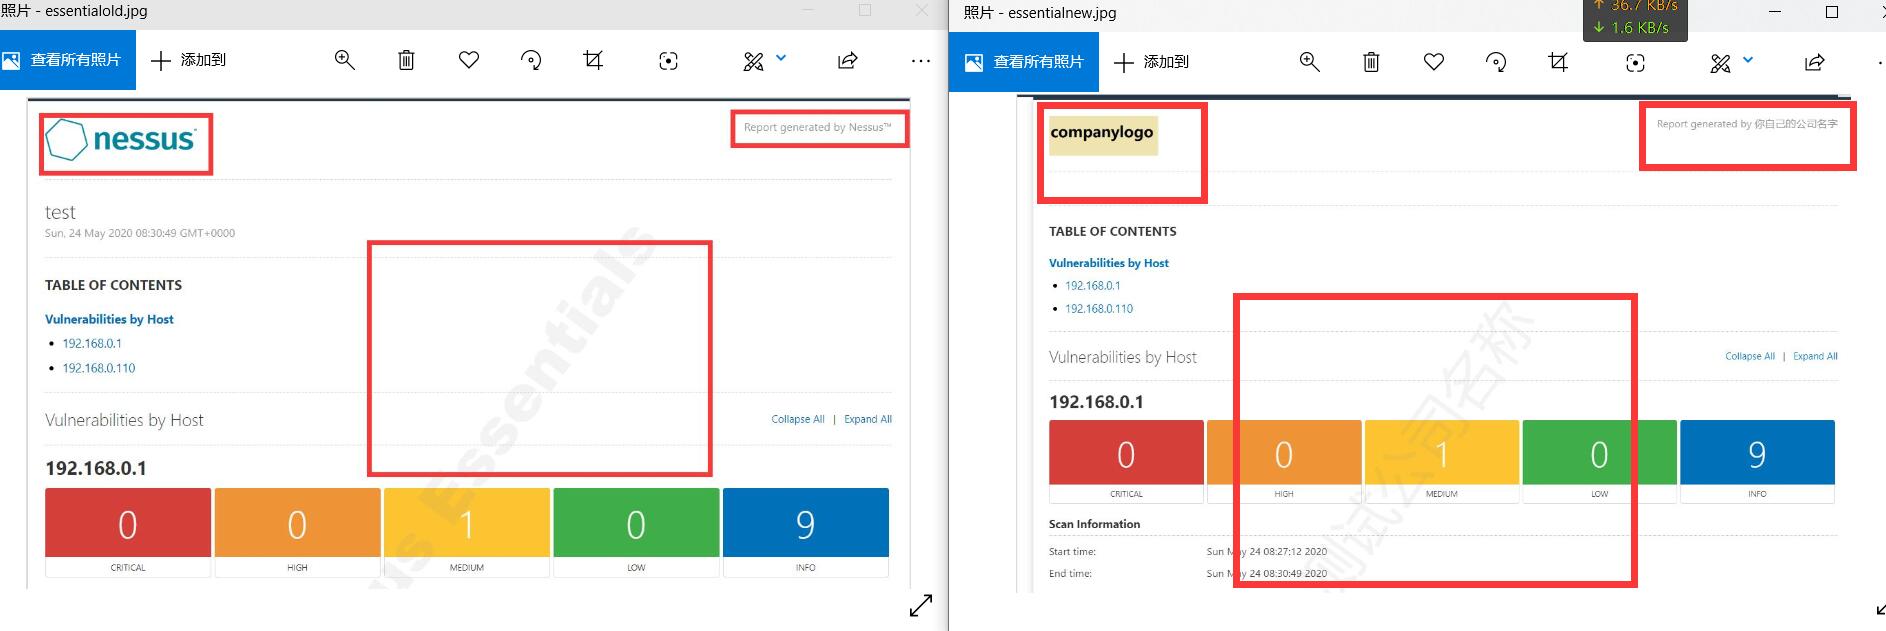 照片 - essentialold.jpg
查看所有照片
添加到
nessus
Report generated by Nessus™
test
Sun, 24 May 2020 08:30:49 GMT+0000
TABLE OF CONTENTS
Vulnerabilities by Host
• 192.168.0.1
• 192.168.0.110
Vulnerabilities by Host
Collapse All | Expand All
192.168.0.1
0 0 1 0 9
CRITICAL HIGH MEDIUM LOW INFO
us Essentials
照片 - essentialnew.jpg
↑ 36.7 KB/s
↓ 1.6 KB/s
查看所有照片
添加到
companylogo
Report generated by 你自己的公司名字
TABLE OF CONTENTS
Vulnerabilities by Host
• 192.168.0.1
• 192.168.0.110
Vulnerabilities by Host
Collapse All | Expand All
192.168.0.1
0 0 1 0 9
CRITICAL HIGH MEDIUM LOW INFO
Scan Information
Start time: Sun May 24 08:27:12 2020
End time: Sun May 24 08:30:49 2020
测试公司名称